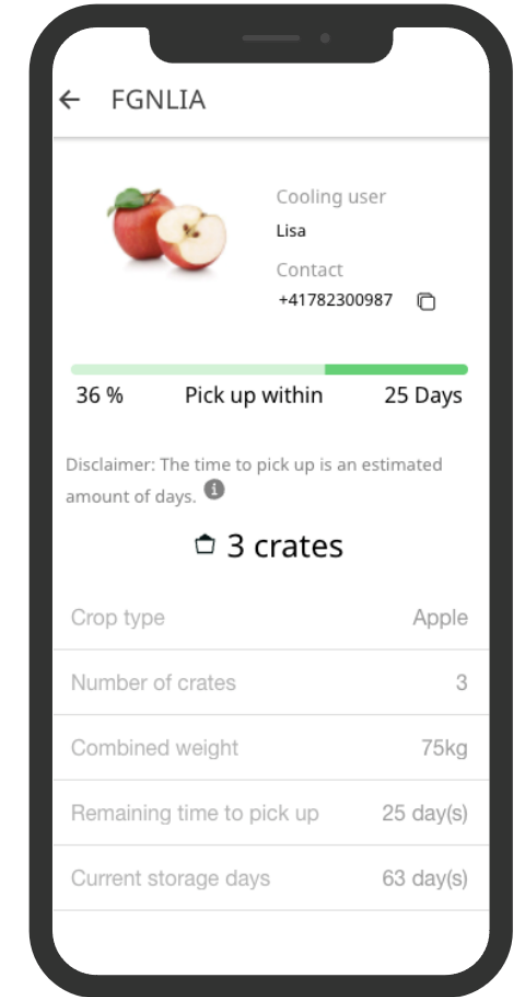 FGNLIA
Cooling user
Lisa
Contact
+41782300987
36 % Pick up within 25 Days
Disclaimer: The time to pick up is an estimated
amount of days.
3 crates
Crop type Apple
Number of crates 3
Combined weight 75kg
Remaining time to pick up 25 day(s)
Current storage days 63 day(s)